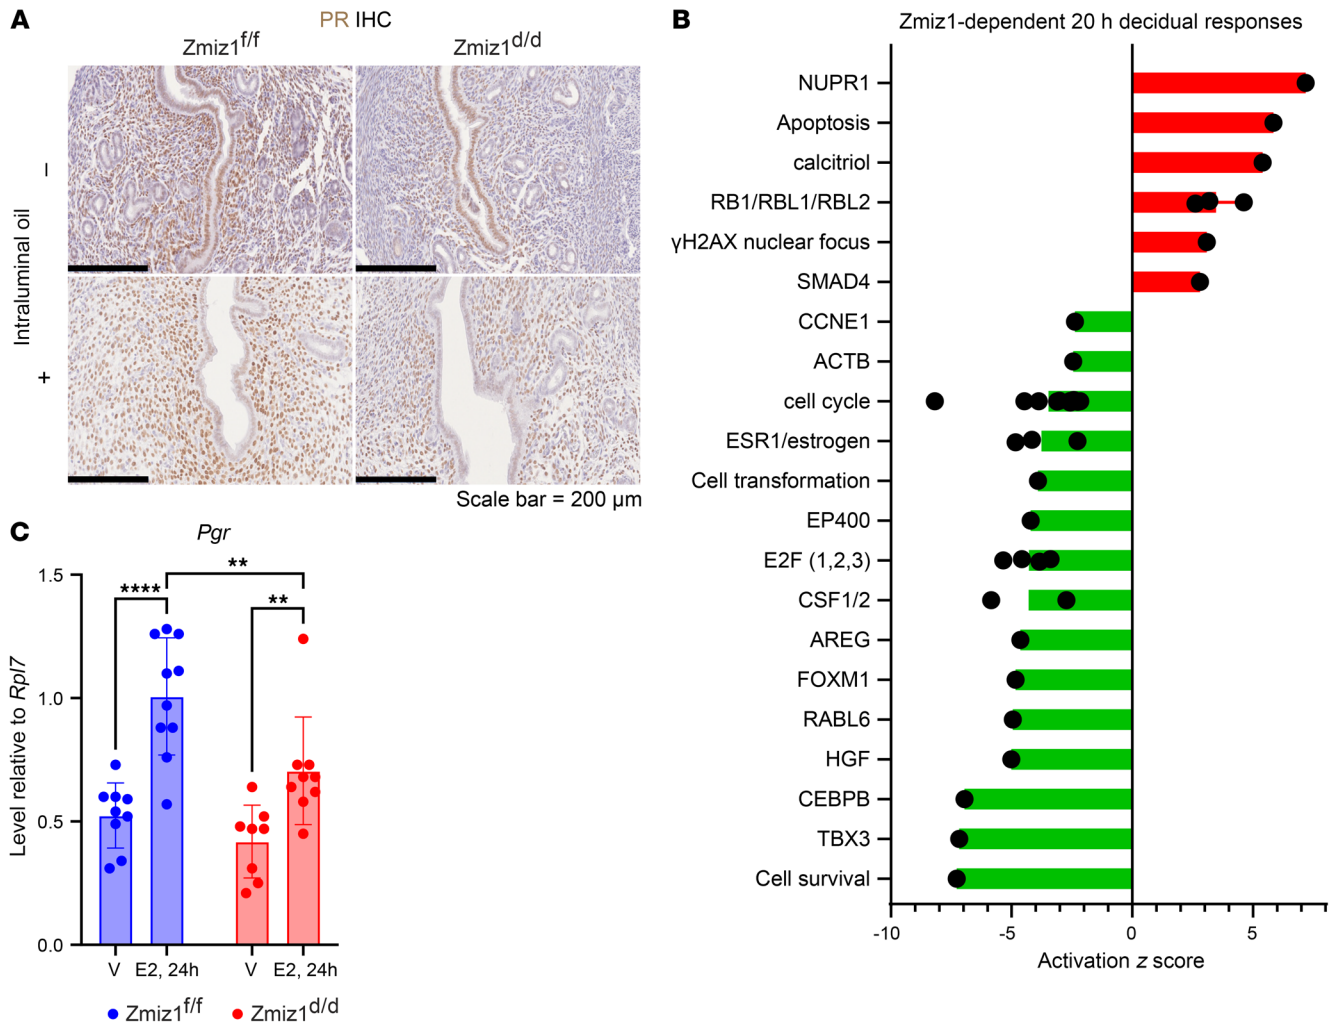 A
PR IHC
Zmiz1f/f
Zmiz1d/d
Intraluminal oil
–
+
Scale bar = 200 µm
B
Zmiz1-dependent 20 h decidual responses
NUPR1
Apoptosis
calcitriol
RB1/RBL1/RBL2
γH2AX nuclear focus
SMAD4
CCNE1
ACTB
cell cycle
ESR1/estrogen
Cell transformation
EP400
E2F (1,2,3)
CSF1/2
AREG
FOXM1
RABL6
HGF
CEBPB
TBX3
Cell survival
-10 -5 0 5
Activation z score
C
Pgr
Level relative to Rpl7
1.5
1.0
0.5
0.0
**
****
**
V E2, 24h V E2, 24h
Zmiz1f/f Zmiz1d/d